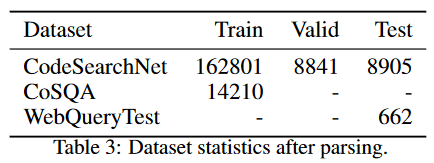 Dataset Train Valid Test
CodeSearchNet 162801 8841 8905
CoSQA 14210 - -
WebQueryTest - - 662
Table 3: Dataset statistics after parsing.